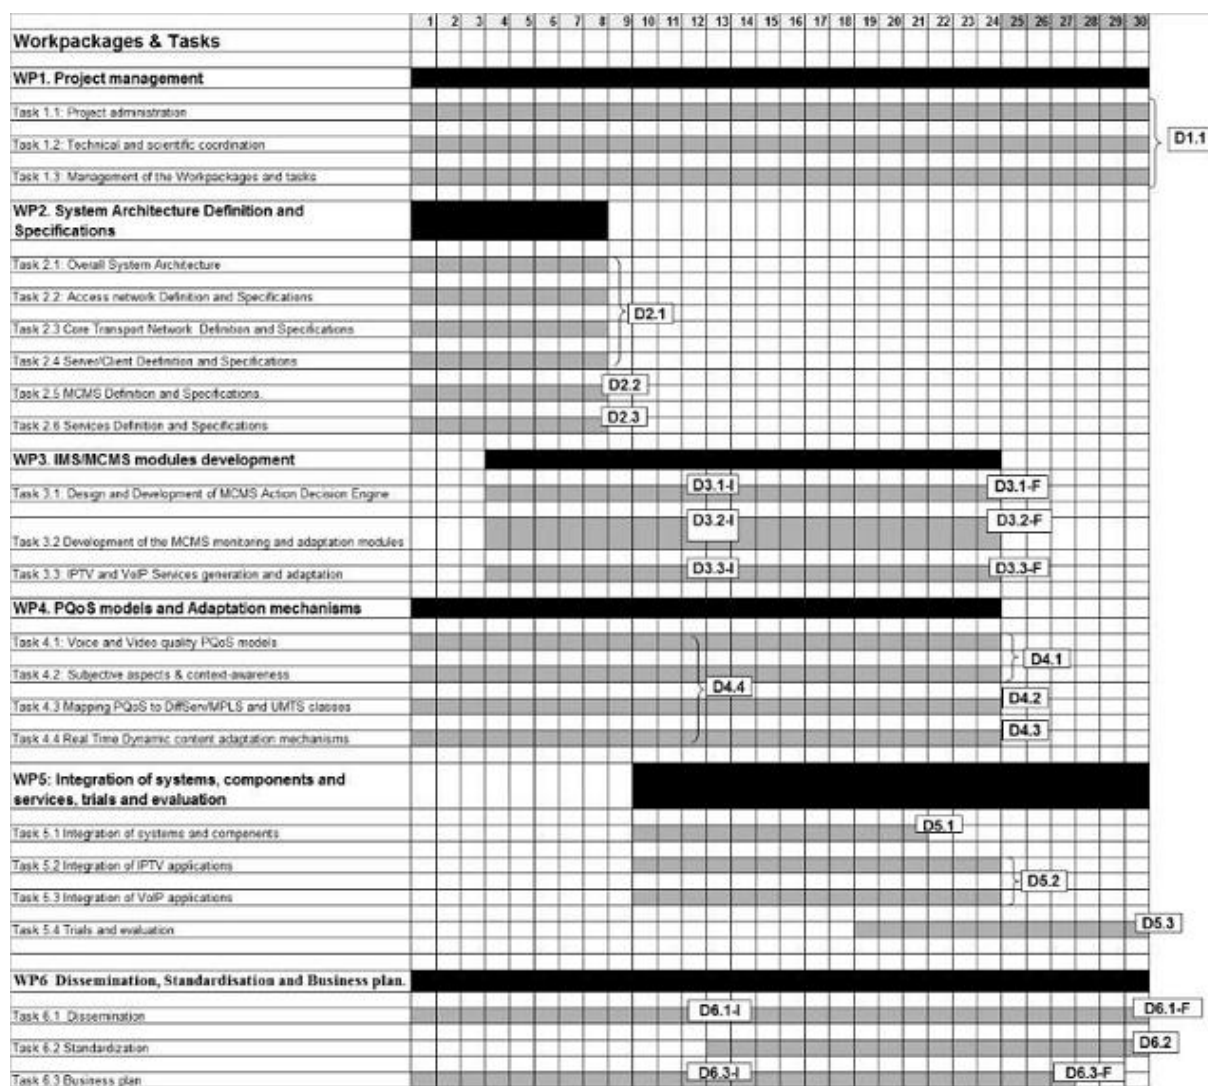 1 2 3 4 5 6 7 8 9 10 11 12 13 14 15 16 17 18 19 20 21 22 23 24 25 26 27 28 29 30
Workpackages & Tasks
WP1. Project management
Task 1.1: Project administration
D1.1
Task 1.2: Technical and scientific coordination
Task 1.3: Management of the Workpackages and tasks
WP2. System Architecture Definition and
Specifications
Task 2.1: Overall System Architecture
Task 2.2: Access network Definition and Specifications
D2.1
Task 2.3 Core Transport Network Definition and Specifications
Task 2.4 Server/Client Deefinition and Specifications
D2.2
Task 2.5 MCMS Definition and Specifications.
D2.3
Task 2.6 Services Definition and Specifications
WP3. IMS/MCMS modules development
D3.1-I D3.1-F
Task 3.1: Design and Development of MCMS Action Decision Engine
D3.2-I D3.2-F
Task 3.2 Development of the MCMS monitoring and adaptation modules
D3.3-I D3.3-F
Task 3.3: IPTV and VoIP Services generation and adaptation
WP4. PQoS models and Adaptation mechanisms
Task 4.1: Voice and Video quality PQoS models
D4.1
Task 4.2: Subjective aspects & context-awareness
D4.4
D4.2
Task 4.3 Mapping PQoS to DiffServ/MPLS and UMTS classes
D4.3
Task 4.4 Real Time Dynamic content adaptation mechanisms
WP5: Integration of systems, components and
services, trials and evaluation
D5.1
Task 5.1 Integration of systems and components
Task 5.2 Integration of IPTV applications
D5.2
Task 5.3 Integration of VoIP applications
D5.3
Task 5.4 Trials and evaluation
WP6 Dissemination, Standardisation and Business plan.
D6.1-I D6.1-F
Task 6.1 Dissemination
D6.2
Task 6.2 Standardization
D6.3-I D6.3-F
Task 6.3 Business plan